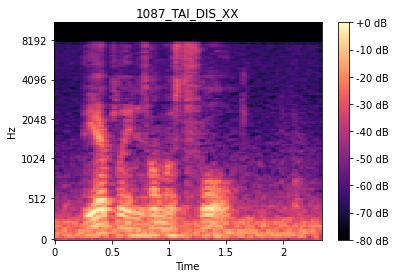 1087_TAI_DIS_XX
+0 dB
8192
-10 dB
4096
-20 dB
-30 dB
2048
-40 dB
Hz
1024
-50 dB
512
-60 dB
-70 dB
0
-80 dB
0 0.5 1 1.5 2
Time